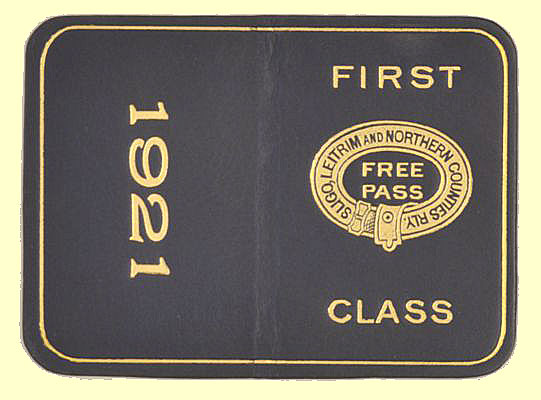 1921
FIRST
SLIGO, LEITRIM AND NORTHERN COUNTIES RLY
FREE
PASS
CLASS